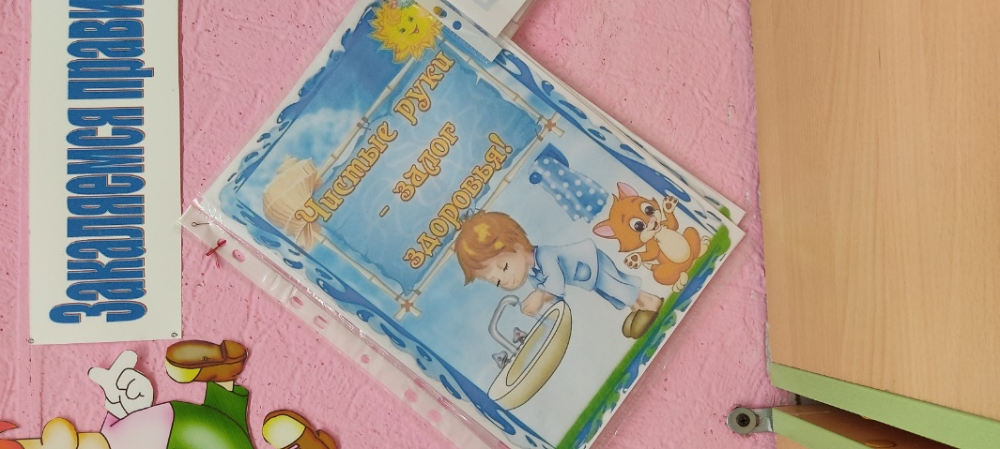 Закаляемся прави
Чистые руки
- залог
здоровья!